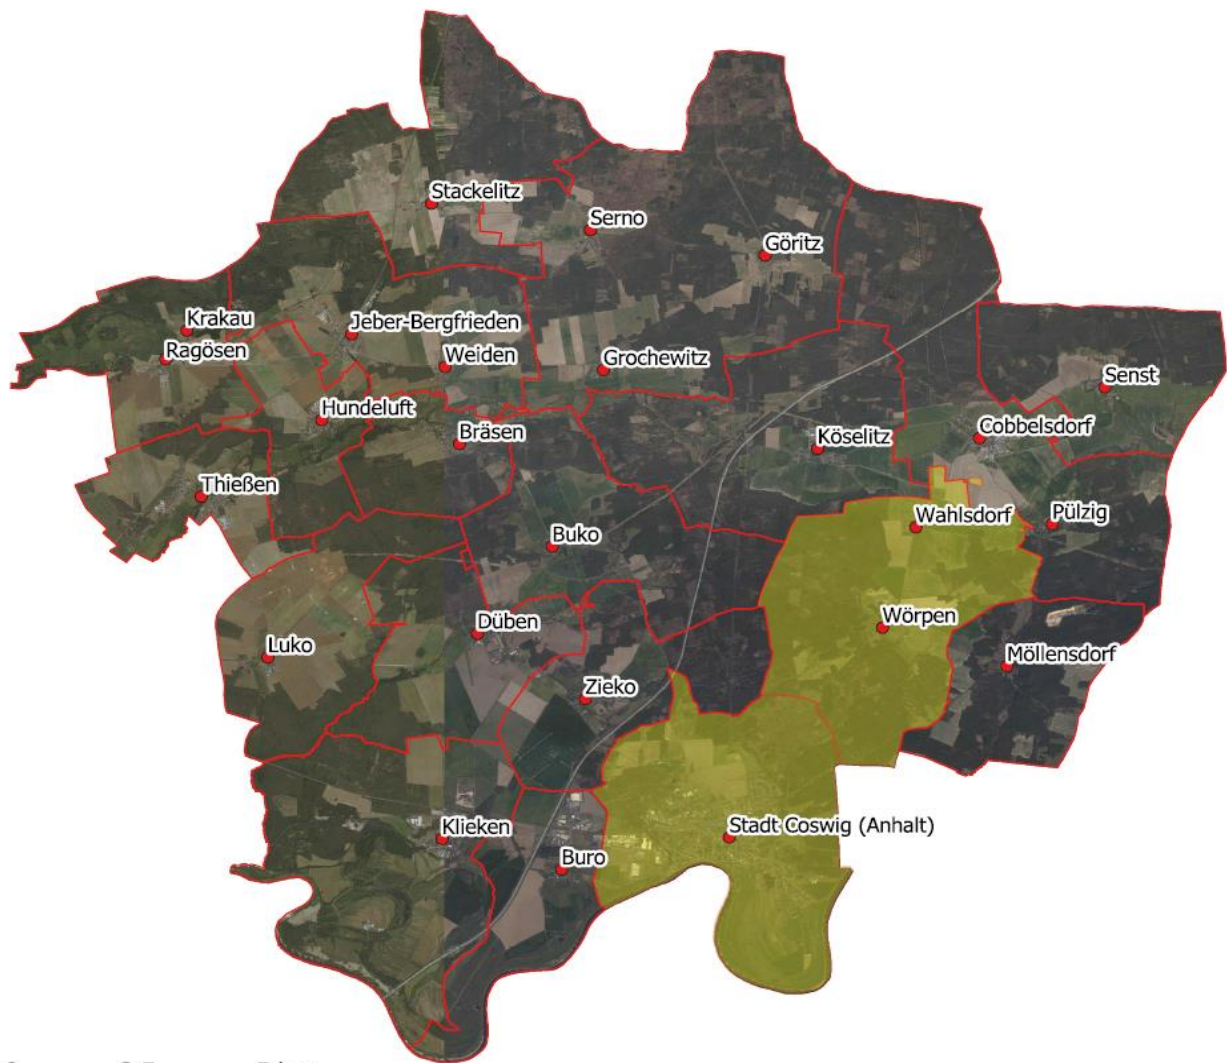 Stackelitz
Serno
Göritz
Krakau
Jeber-Bergfrieden
Ragösen
Weiden
Grochewitz
Senst
Hundeluft
Bräsen
Köselitz
Cobbelsdorf
Thießen
Wahlsdorf
Pülzig
Buko
Düben
Wörpen
Luko
Möllensdorf
Zieko
Klieken
Stadt Coswig (Anhalt)
Buro